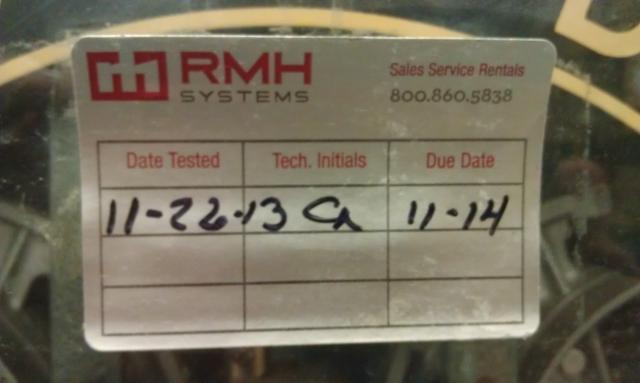 RMH
SYSTEMS
Sales Service Rentals
800.860.5838
Date Tested Tech. Initials Due Date
11-22-13 CR 11-14